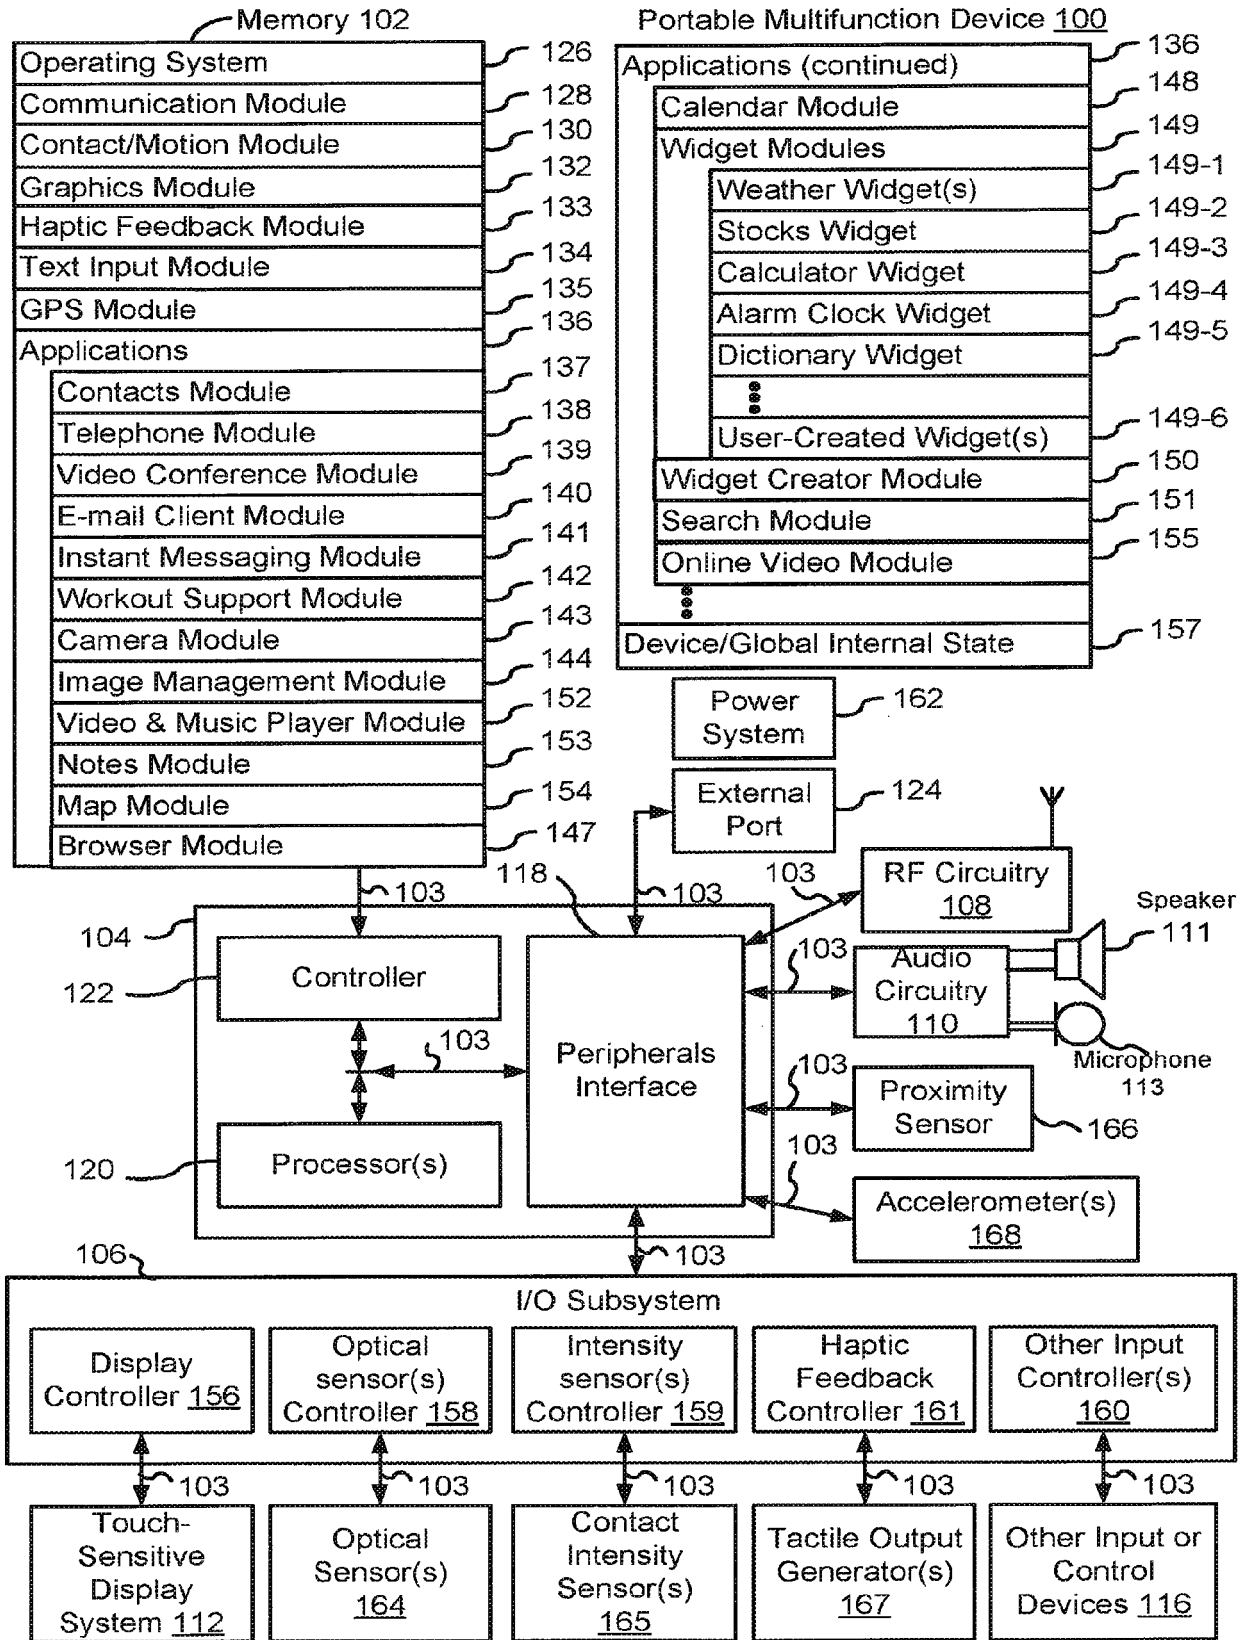 Memory 102
Operating System 126
Communication Module 128
Contact/Motion Module 130
Graphics Module 132
Haptic Feedback Module 133
Text Input Module 134
GPS Module 135
Applications 136
Contacts Module 137
Telephone Module 138
Video Conference Module 139
E-mail Client Module 140
Instant Messaging Module 141
Workout Support Module 142
Camera Module 143
Image Management Module 144
Video & Music Player Module 152
Notes Module 153
Map Module 154
Browser Module 147
Portable Multifunction Device 100
Applications (continued) 136
Calendar Module 148
Widget Modules 149
Weather Widget(s) 149-1
Stocks Widget 149-2
Calculator Widget 149-3
Alarm Clock Widget 149-4
Dictionary Widget 149-5
User-Created Widget(s) 149-6
Widget Creator Module 150
Search Module 151
Online Video Module 155
Device/Global Internal State 157
Power
System
162
External
Port
124
103
118
103
103
RF Circuitry
108
Speaker
111
104
Controller
122
103
Audio
Circuitry
110
Microphone
113
103
Peripherals
Interface
103
Proximity
Sensor
166
Processor(s)
120
103
Accelerometer(s)
168
103
106
I/O Subsystem
Display
Controller 156
Optical
sensor(s)
Controller 158
Intensity
sensor(s)
Controller 159
Haptic
Feedback
Controller 161
Other Input
Controller(s)
160
103
103
103
103
103
Touch-
Sensitive
Display
System 112
Optical
Sensor(s)
164
Contact
Intensity
Sensor(s)
165
Tactile Output
Generator(s)
167
Other Input or
Control
Devices 116